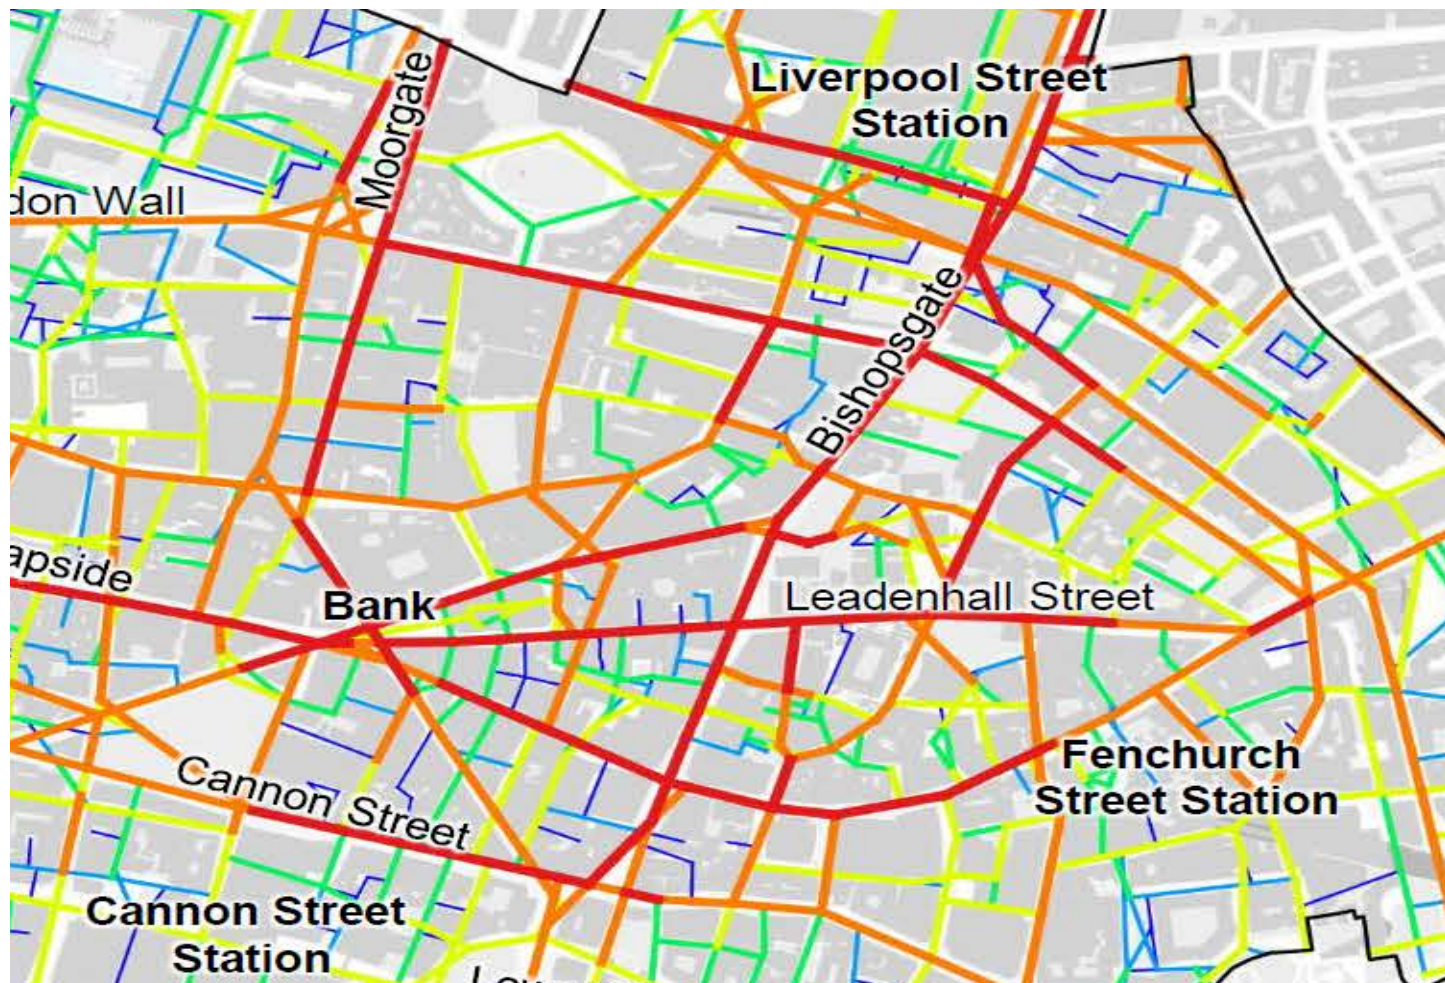 Liverpool Street
Station
Moorgate
don Wall
Bishopsgate
apside
Bank
Leadenhall Street
Fenchurch
Street Station
Cannon Street
Cannon Street
Station